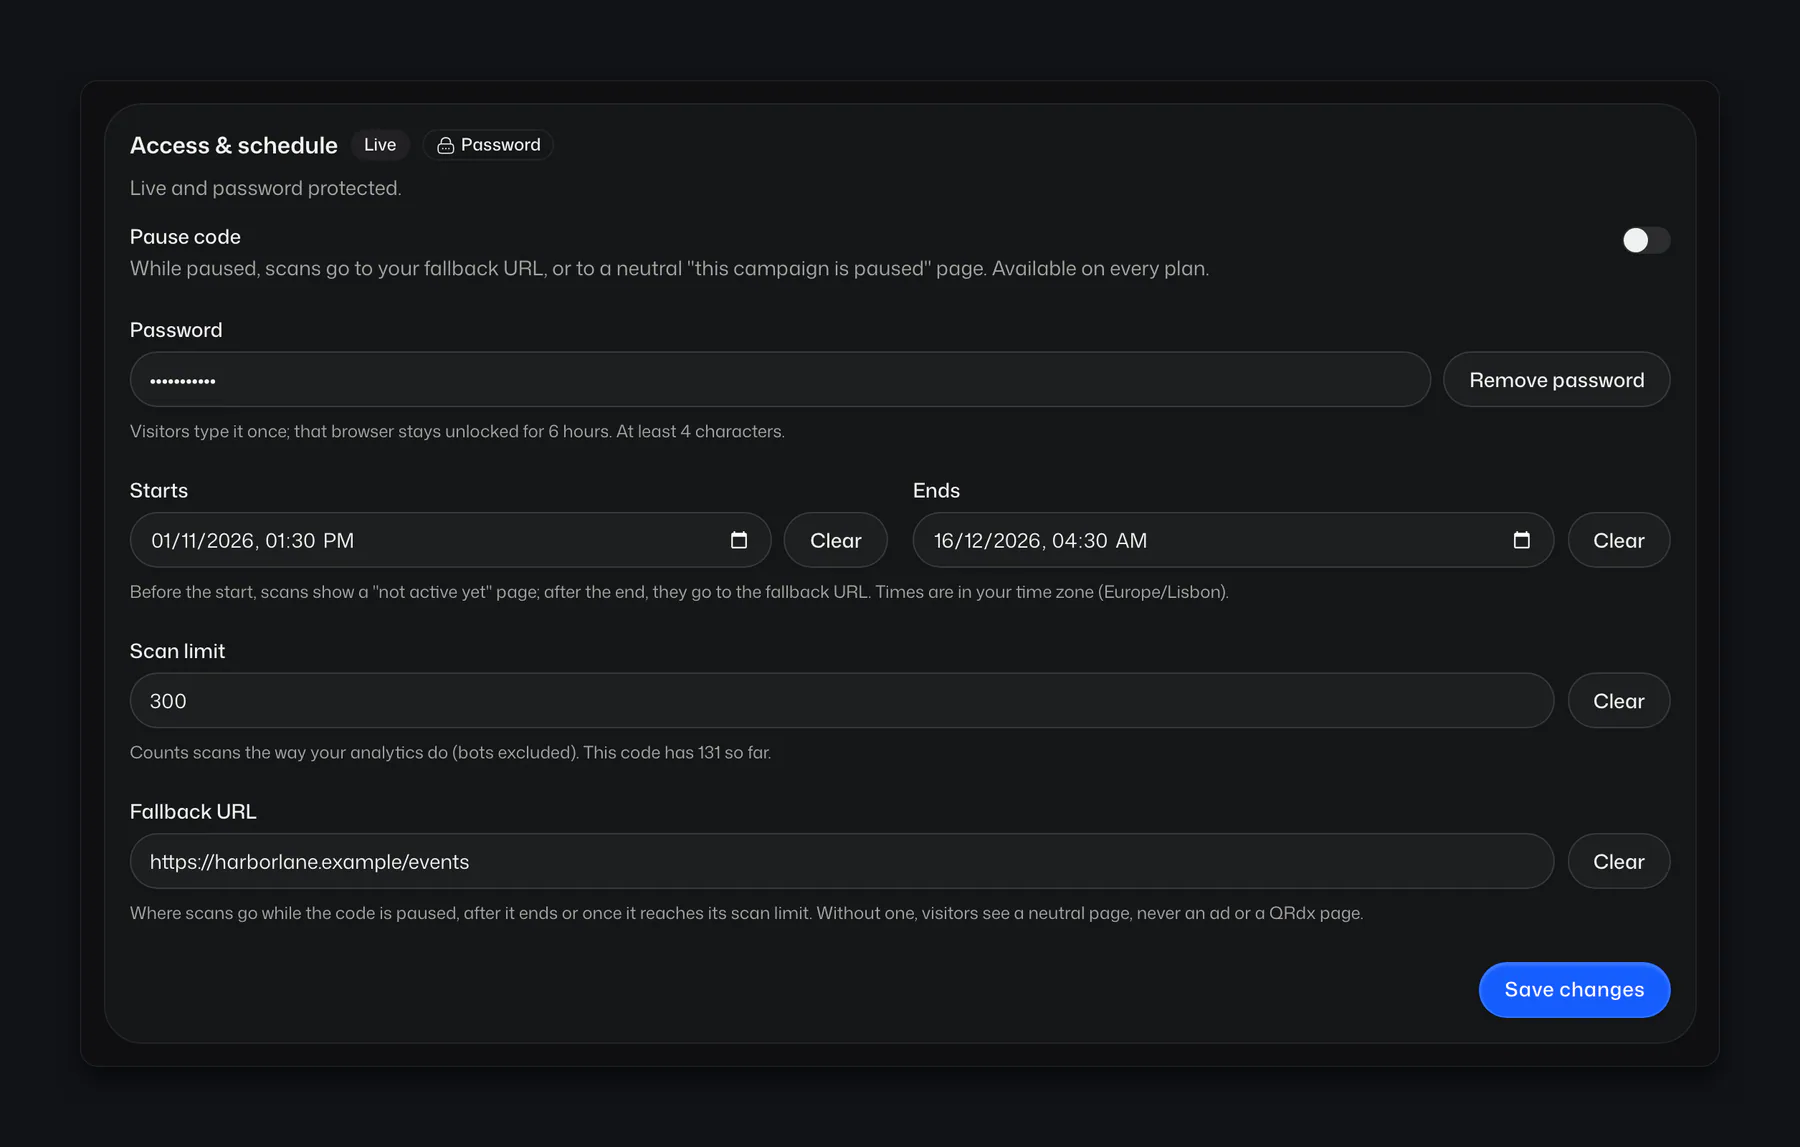 Access & schedule Live Password
Live and password protected.
Pause code
While paused, scans go to your fallback URL, or to a neutral "this campaign is paused" page. Available on every plan.
Password
•••••••••••
Remove password
Visitors type it once; that browser stays unlocked for 6 hours. At least 4 characters.
Starts
01/11/2026, 01:30 PM
Clear
Ends
16/12/2026, 04:30 AM
Clear
Before the start, scans show a "not active yet" page; after the end, they go to the fallback URL. Times are in your time zone (Europe/Lisbon).
Scan limit
300
Clear
Counts scans the way your analytics do (bots excluded). This code has 131 so far.
Fallback URL
https://harborlane.example/events
Clear
Where scans go while the code is paused, after it ends or once it reaches its scan limit. Without one, visitors see a neutral page, never an ad or a QRdx page.
Save changes